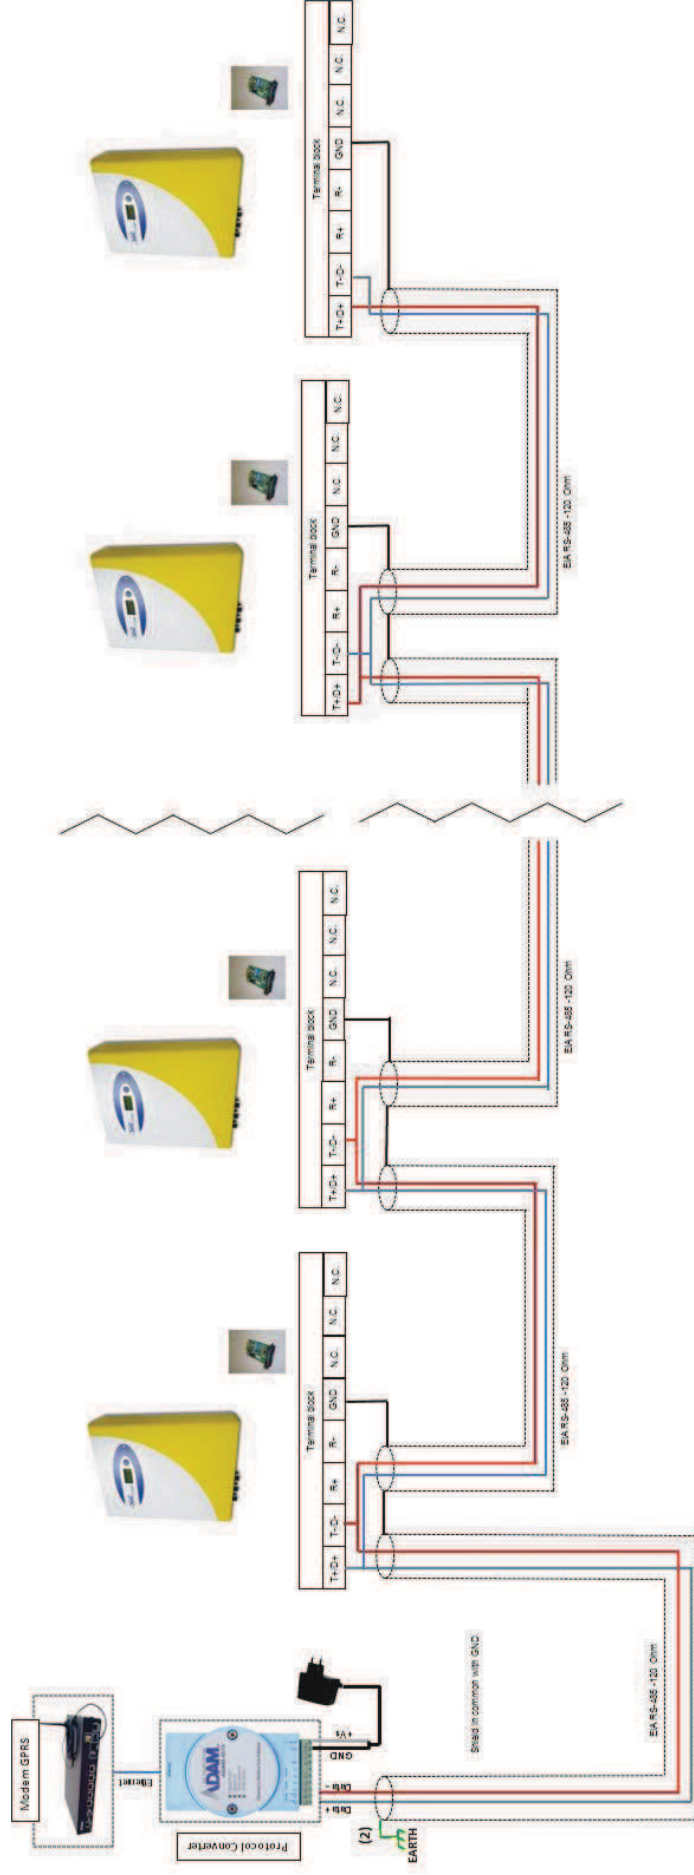 Modem GPRS
Ethernet
Protocol Converter
ADAM
GND
+Vs
(2)
EARTH
Shield in common with GND
EIA RS-485 -120 Ohm
Terminal block
T+/D+ T-/D- R+ R- GND N.C. N.C. N.C.
EIA RS-485 -120 Ohm
Terminal block
T+/D+ T-/D- R+ R- GND N.C. N.C. N.C.
EIA RS-485 -120 Ohm
Terminal block
T+/D+ T-/D- R+ R- GND N.C. N.C. N.C.
EIA RS-485 -120 Ohm
Terminal block
T+/D+ T-/D- R+ R- GND N.C. N.C. N.C.